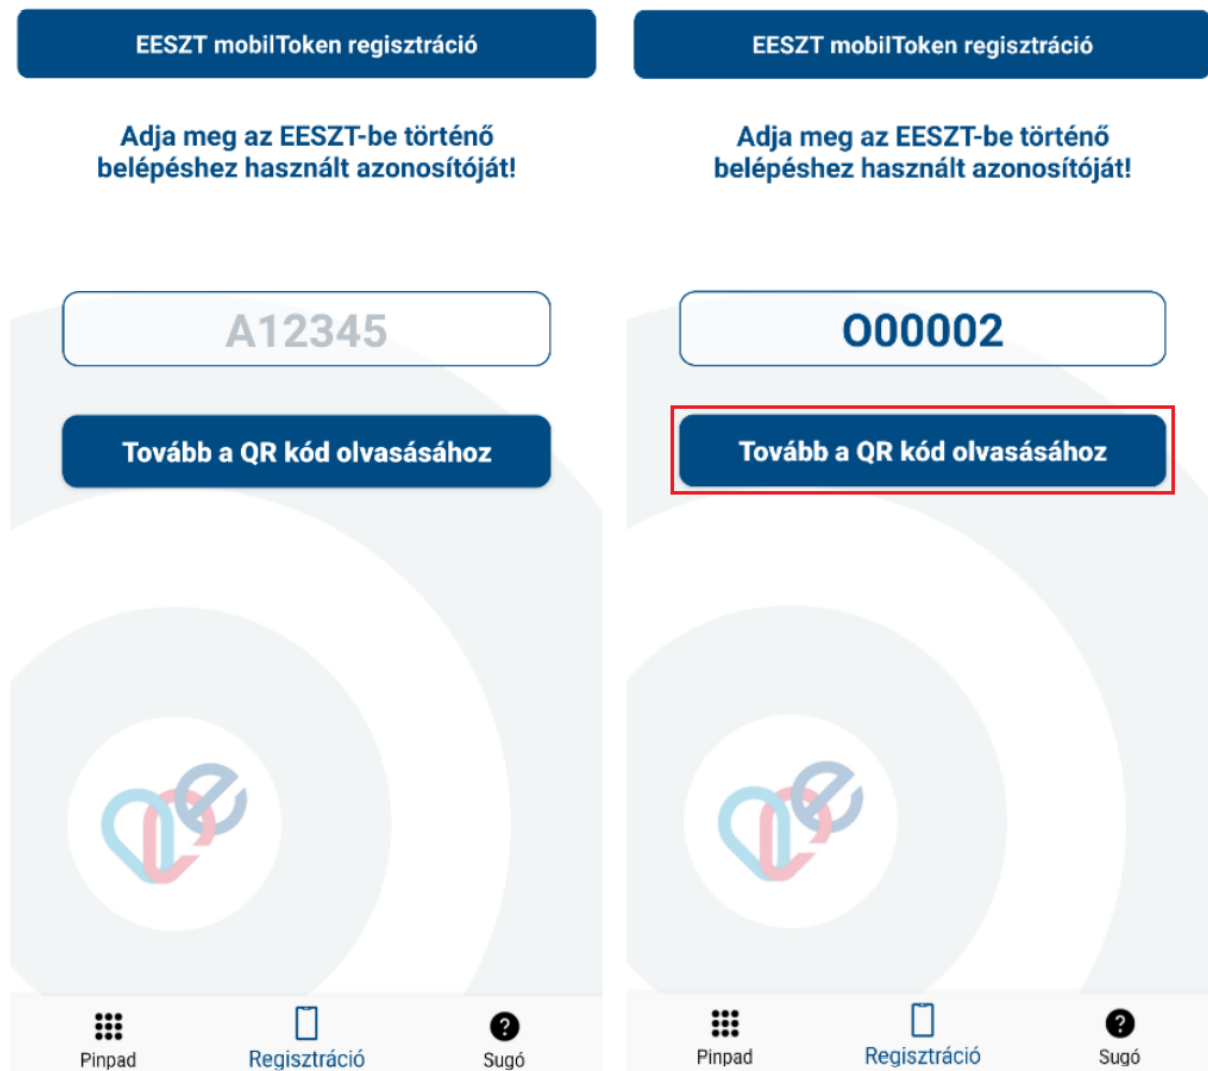 EESZT mobilToken regisztráció
Adja meg az EESZT-be történő
belépéshez használt azonosítóját!
A12345
Tovább a QR kód olvasásához
Pinpad
Regisztráció
Sugó
EESZT mobilToken regisztráció
Adja meg az EESZT-be történő
belépéshez használt azonosítóját!
O00002
Tovább a QR kód olvasásához
Pinpad
Regisztráció
Sugó